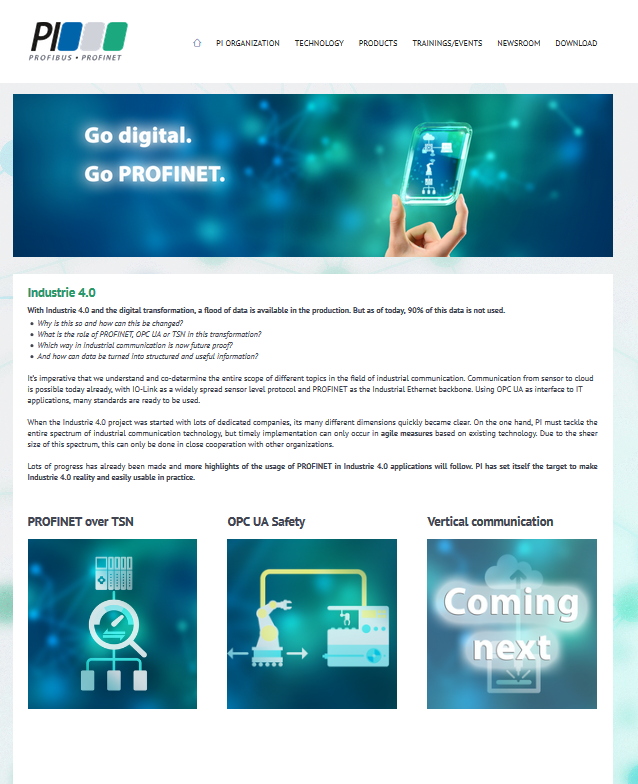 PI
PROFIBUS • PROFINET
PI ORGANIZATION TECHNOLOGY PRODUCTS TRAININGS/EVENTS NEWSROOM DOWNLOAD
Go digital.
Go PROFINET.
Industrie 4.0
With Industrie 4.0 and the digital transformation, a flood of data is available in the production. But as of today, 90% of this data is not used.
• Why is this so and how can this be changed?
• What is the role of PROFINET, OPC UA or TSN in this transformation?
• Which way in industrial communication is now future proof?
• And how can data be turned into structured and useful information?
It's imperative that we understand and co-determine the entire scope of different topics in the field of industrial communication. Communication from sensor to cloud
is possible today already, with IO-Link as a widely spread sensor level protocol and PROFINET as the Industrial Ethernet backbone. Using OPC UA as interface to IT
applications, many standards are ready to be used.
When the Industrie 4.0 project was started with lots of dedicated companies, its many different dimensions quickly became clear. On the one hand, PI must tackle the
entire spectrum of industrial communication technology, but timely implementation can only occur in agile measures based on existing technology. Due to the sheer
size of this spectrum, this can only be done in close cooperation with other organizations.
Lots of progress has already been made and more highlights of the usage of PROFINET in Industrie 4.0 applications will follow. PI has set itself the target to make
Industrie 4.0 reality and easily usable in practice.
PROFINET over TSN
OPC UA Safety
Vertical communication
Coming
next